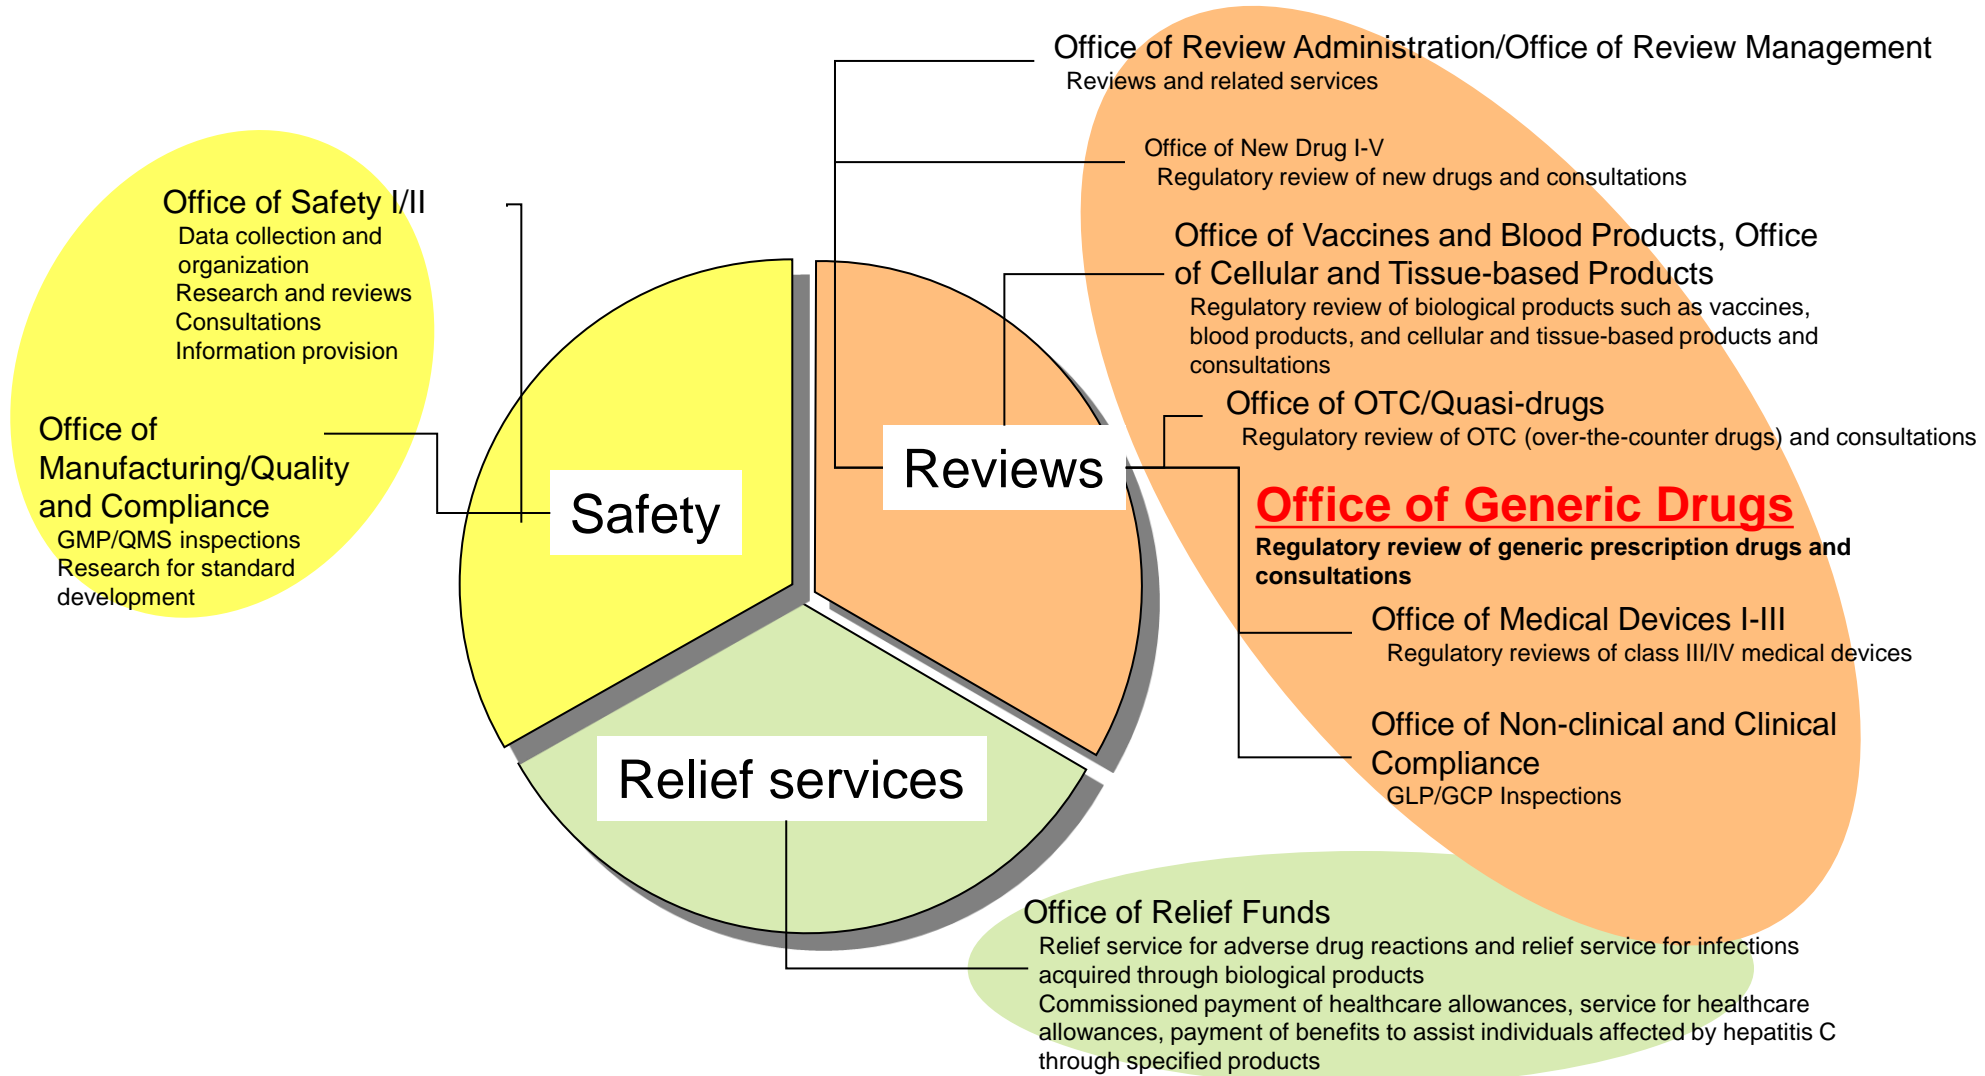 Office of Review Administration/Office of Review Management
Reviews and related services
Office of New Drug I-V
Regulatory review of new drugs and consultations
Office of Safety I/II
Data collection and
organization
Research and reviews
Consultations
Information provision
Office of Vaccines and Blood Products, Office
of Cellular and Tissue-based Products
Regulatory review of biological products such as vaccines,
blood products, and cellular and tissue-based products and
consultations
Office of
Manufacturing/Quality
and Compliance
GMP/QMS inspections
Research for standard
development
Office of OTC/Quasi-drugs
Regulatory review of OTC (over-the-counter drugs) and consultations
Reviews
Safety
Office of Generic Drugs
Regulatory review of generic prescription drugs and
consultations
Office of Medical Devices I-III
Regulatory reviews of class III/IV medical devices
Office of Non-clinical and Clinical
Compliance
GLP/GCP Inspections
Relief services
Office of Relief Funds
Relief service for adverse drug reactions and relief service for infections
acquired through biological products
Commissioned payment of healthcare allowances, service for healthcare
allowances, payment of benefits to assist individuals affected by hepatitis C
through specified products